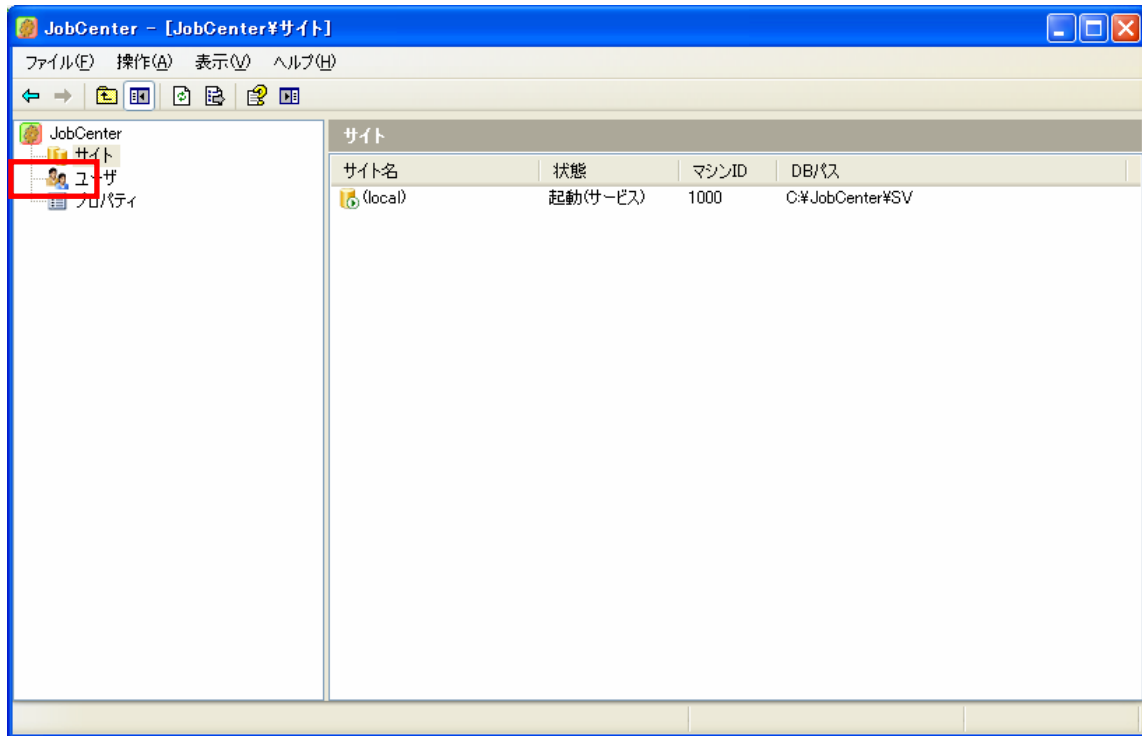 JobCenter - [JobCenter¥サイト]
ファイル(F) 操作(A) 表示(V) ヘルプ(H)
JobCenter
サイト
ユーザ
プロパティ
サイト
サイト名 状態 マシンID DBパス
(local) 起動(サービス) 1000 C:¥JobCenter¥SV